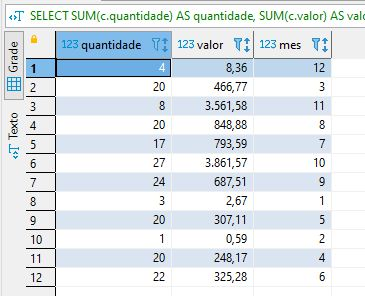 SELECT SUM(c.quantidade) AS quantidade, SUM(c.valor) AS valo
Grade
Texto
123 quantidade 123 valor 123 mes
1 4 8,36 12
2 20 466,77 3
3 8 3.561,58 11
4 20 848,88 8
5 17 793,59 7
6 27 3.861,57 10
7 24 687,51 9
8 3 2,67 1
9 20 307,11 5
10 1 0,59 2
11 20 248,17 4
12 22 325,28 6